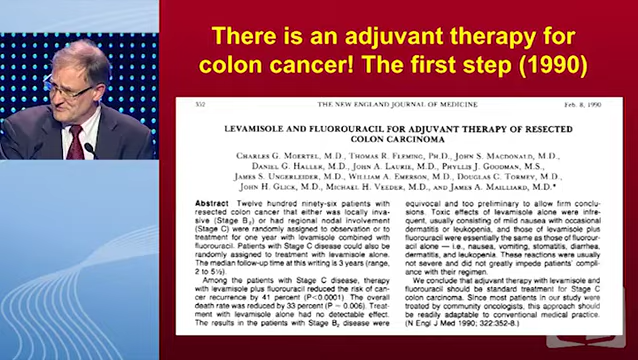 There is an adjuvant therapy for
colon cancer! The first step (1990)
552 THE NEW ENGLAND JOURNAL OF MEDICINE Feb. 8, 1990
LEVAMISOLE AND FLUOROURACIL FOR ADJUVANT THERAPY OF RESECTED
COLON CARCINOMA
CHARLES G. MOERTEL, M.D., THOMAS R. FLEMING, PH.D., JOHN S. MACDONALD, M.D.,
DANIEL G. HALLER, M.D., JOHN A. LAURIE, M.D., PHYLLIS J. GOODMAN, M.S.,
JAMES S. UNGERLEIDER, M.D., WILLIAM A. EMERSON, M.D., DOUGLAS C. TORMEY, M.D.,
JOHN H. GLICK, M.D., MICHAEL H. VEEDER, M.D., AND JAMES A. MAILLIARD, M.D.*
Abstract Twelve hundred ninety-six patients with
resected colon cancer that either was locally inva-
sive (Stage B2) or had regional nodal involvement
(Stage C) were randomly assigned to observation or to
treatment for one year with levamisole combined with
fluorouracil. Patients with Stage C disease could also be
randomly assigned to treatment with levamisole alone.
The median follow-up time at this writing is 3 years (range,
2 to 5½).
Among the patients with Stage C disease, therapy
with levamisole plus fluorouracil reduced the risk of can-
cer recurrence by 41 percent (P<0.0001). The overall
death rate was reduced by 33 percent (P = 0.006). Treat-
ment with levamisole alone had no detectable effect.
The results in the patients with Stage B2 disease were
equivocal and too preliminary to allow firm conclu-
sions. Toxic effects of levamisole alone were infre-
quent, usually consisting of mild nausea with occasional
dermatitis or leukopenia, and those of levamisole plus
fluorouracil were essentially the same as those of fluorour-
acil alone — i.e., nausea, vomiting, stomatitis, diarrhea,
dermatitis, and leukopenia. These reactions were usually
not severe and did not greatly impede patients' compli-
ance with their regimen.
We conclude that adjuvant therapy with levamisole and
fluorouracil should be standard treatment for Stage C
colon carcinoma. Since most patients in our study were
treated by community oncologists, this approach should
be readily adaptable to conventional medical practice.
(N Engl J Med 1990; 322:352-8.)